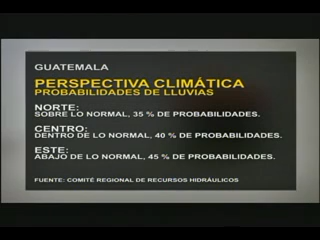 GUATEMALA
PERSPECTIVA CLIMÁTICA
PROBABILIDADES DE LLUVIAS
NORTE:
SOBRE LO NORMAL, 35 % DE PROBABILIDADES.
CENTRO:
DENTRO DE LO NORMAL, 40 % DE PROBABILIDADES.
ESTE:
ABAJO DE LO NORMAL, 45 % DE PROBABILIDADES.
FUENTE: COMITÉ REGIONAL DE RECURSOS HIDRÁULICOS